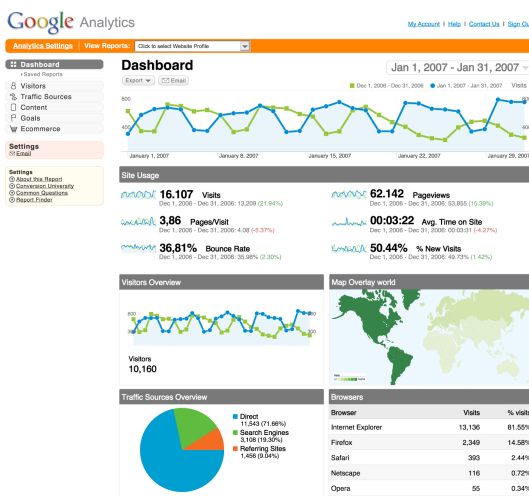 Google Analytics
My Account | Help | Contact Us | Sign Ou
Analytics Settings | View Reports: Click to select Website Profile
Dashboard
Saved Reports
Visitors
Traffic Sources
Content
Goals
Ecommerce
Settings
Email
Settings
About this Report
Conversion University
Common Questions
Report Finder
Dashboard
Jan 1, 2007 - Jan 31, 2007
Export Email
Dec 1, 2006 - Dec 31, 2006 Jan 1, 2007 - Jan 31, 2007 Visits
800
400
January 1, 2007 January 8, 2007 January 15, 2007 January 22, 2007 January 29, 200
Site Usage
16.107 Visits
Dec 1, 2006 - Dec 31, 2006: 13,209 (21.94%)
62.142 Pageviews
Dec 1, 2006 - Dec 31, 2006: 53,855 (15.39%)
3,86 Pages/Visit
Dec 1, 2006 - Dec 31, 2006: 4.08 (-5.37%)
00:03:22 Avg. Time on Site
Dec 1, 2006 - Dec 31, 2006: 00:03:31 (-4.27%)
36,81% Bounce Rate
Dec 1, 2006 - Dec 31, 2006: 35.98% (2.30%)
50.44% % New Visits
Dec 1, 2006 - Dec 31, 2006: 49.73% (1.42%)
Visitors Overview
600
300 300
Visitors
10,160
Map Overlay world
Traffic Sources Overview
Direct
11,543 (71.66%)
Search Engines
3,108 (19.30%)
Referring Sites
1,456 (9.04%)
Browsers
Browser Visits % visits
Internet Explorer 13,136 81.55%
Firefox 2,349 14.58%
Safari 393 2.44%
Netscape 116 0.72%
Opera 55 0.34%